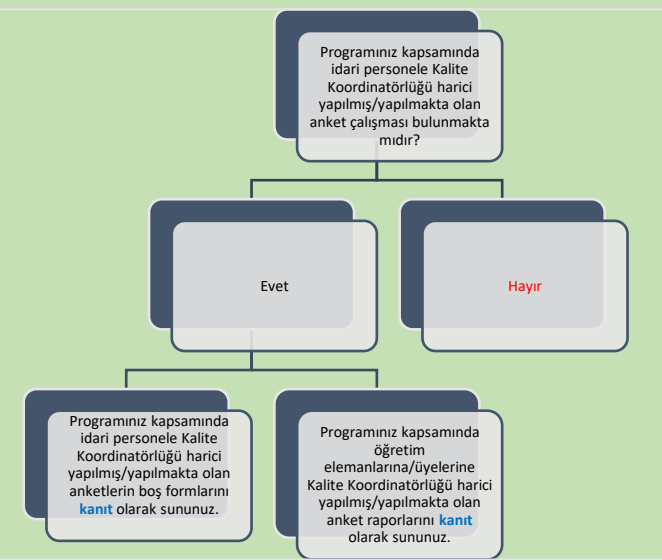 Programınız kapsamında
idari personele Kalite
Koordinatörlüğü harici
yapılmış/yapılmakta olan
anket çalışması bulunmakta
mıdır?
Evet
Hayır
Programınız kapsamında
idari personele Kalite
Koordinatörlüğü harici
yapılmış/yapılmakta olan
anketlerin boş formlarını
kanıt olarak sununuz.
Programınız kapsamında
öğretim
elemanlarına/üyelerine
Kalite Koordinatörlüğü harici
yapılmış/yapılmakta olan
anket raporlarını kanıt
olarak sununuz.